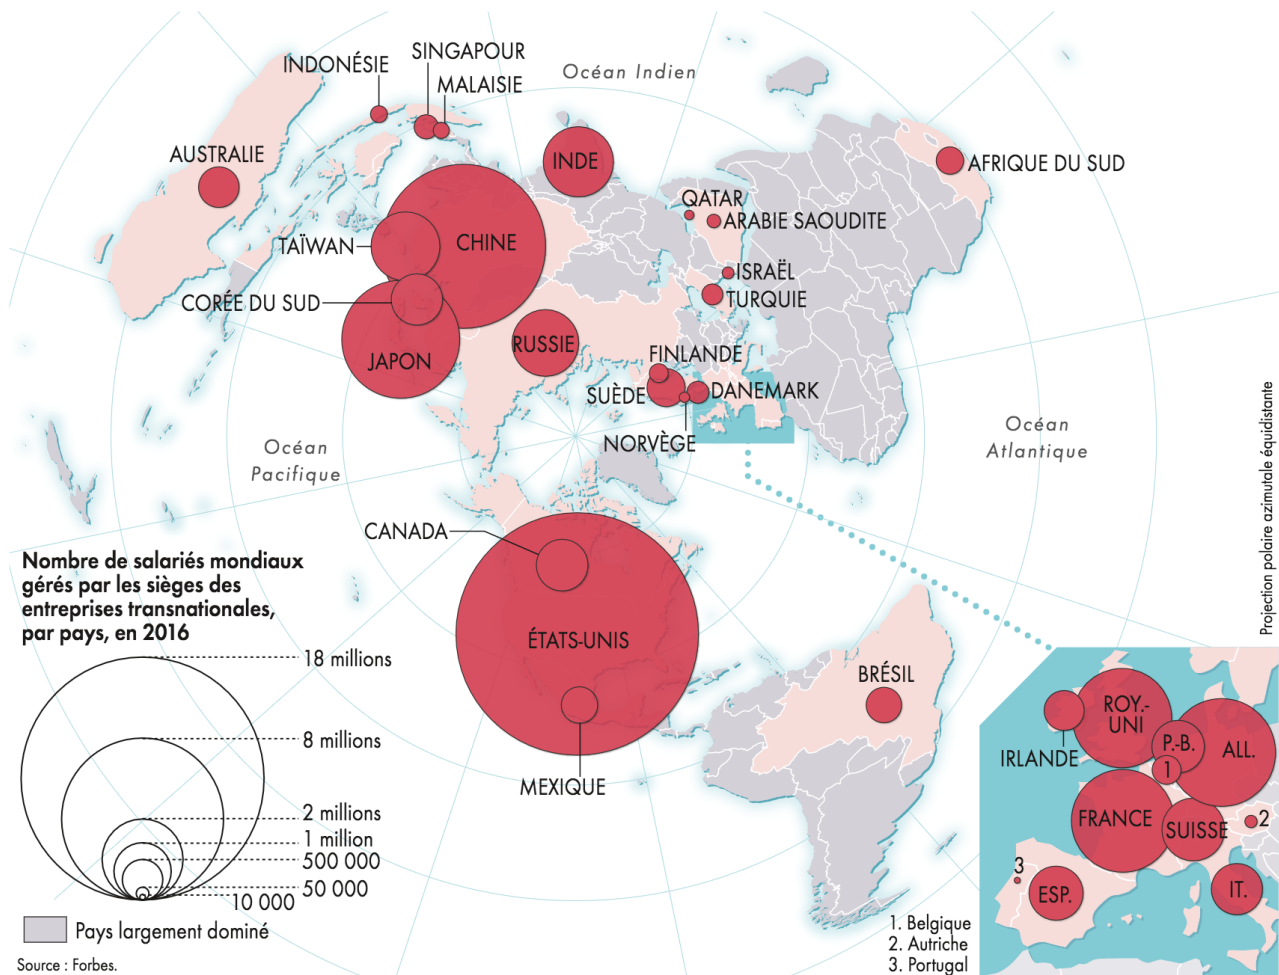 INDONÉSIE
SINGAPOUR
MALAISIE
Océan Indien
AUSTRALIE
INDE
AFRIQUE DU SUD
QATAR
ARABIE SAOUDITE
TAÏWAN
CHINE
ISRAËL
TURQUIE
CORÉE DU SUD
JAPON
RUSSIE
FINLANDE
SUÈDE
DANEMARK
NORVÈGE
Océan
Pacifique
Océan
Atlantique
Projection polaire azimutale équidistante
CANADA
ÉTATS-UNIS
MEXIQUE
BRÉSIL
Nombre de salariés mondiaux
gérés par les sièges des
entreprises transnationales,
par pays, en 2016
18 millions
8 millions
2 millions
1 million
500 000
50 000
10 000
Pays largement dominé
Source : Forbes.
ROY.-
UNI
IRLANDE
P.-B.
1
ALL.
FRANCE
SUISSE
2
3
ESP.
IT.
1. Belgique
2. Autriche
3. Portugal